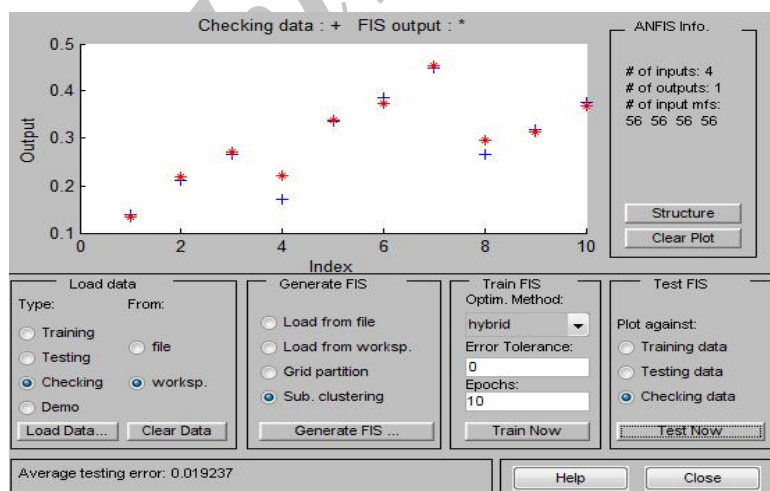 Checking data : +   FIS output : *
0.5
0.4
0.3
0.2
0.1
Output
0 2 4 6 8 10
Index
ANFIS Info.
# of inputs: 4
# of outputs: 1
# of input mfs:
56 56 56 56
Structure
Clear Plot
Load data
Type: From:
Training
Testing
Checking
Demo
file
worksp.
Load Data... Clear Data
Generate FIS
Load from file
Load from worksp.
Grid partition
Sub. clustering
Generate FIS ...
Train FIS
Optim. Method:
hybrid
Error Tolerance:
0
Epochs:
10
Train Now
Test FIS
Plot against:
Training data
Testing data
Checking data
Test Now
Average testing error: 0.019237
Help Close